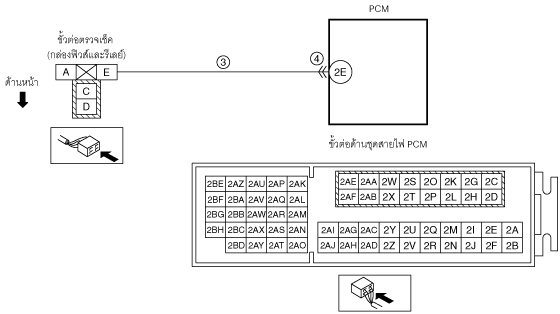 PCM
ขั้วต่อตรวจเช็ค
(กล่องฟิวส์และรีเลย์)
A E
C
D
ด้านหน้า
3
4
2E
ขั้วต่อด้านชุดสายไฟ PCM
2BE 2AZ 2AU 2AP 2AK 2AE 2AA 2W 2S 2O 2K 2G 2C
2BF 2BA 2AV 2AQ 2AL 2AF 2AB 2X 2T 2P 2L 2H 2D
2BG 2BB 2AW 2AR 2AM
2BH 2BC 2AX 2AS 2AN 2AI 2AG 2AC 2Y 2U 2Q 2M 2I 2E 2A
2BD 2AY 2AT 2AO 2AJ 2AH 2AD 2Z 2V 2R 2N 2J 2F 2B